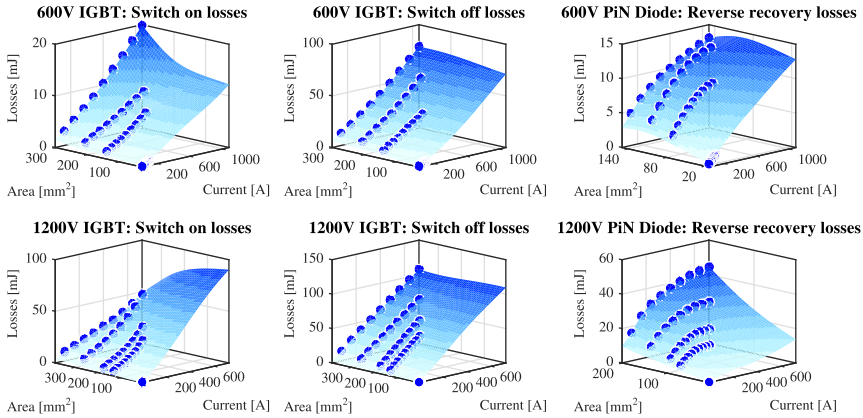 600V IGBT: Switch on losses
Losses [mJ]
20
10
0
300
200
100
200
600
1000
Area [mm2]
Current [A]
600V IGBT: Switch off losses
Losses [mJ]
100
50
0
300
200
100
200
600
1000
Area [mm2]
Current [A]
600V PiN Diode: Reverse recovery losses
Losses [mJ]
15
10
5
0
140
80
20
200
600
1000
Area [mm2]
Current [A]
1200V IGBT: Switch on losses
Losses [mJ]
100
50
0
300
200
100
200
400
600
Area [mm2]
Current [A]
1200V IGBT: Switch off losses
Losses [mJ]
150
100
50
0
300
200
100
200
400
600
Area [mm2]
Current [A]
1200V PiN Diode: Reverse recovery losses
Losses [mJ]
60
40
20
0
200
100
200
400
600
Area [mm2]
Current [A]